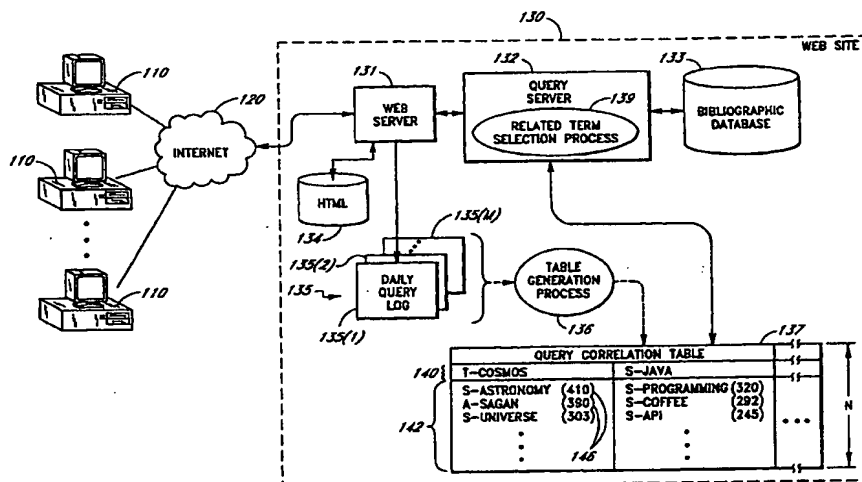 130
WEB SITE
110
120
INTERNET
110
110
131
WEB
SERVER
132
QUERY
SERVER
139
RELATED TERM
SELECTION PROCESS
133
BIBLIOGRAPHIC
DATABASE
HTML
134
135(M)
135(2)
135
DAILY
QUERY
LOG
135(1)
TABLE
GENERATION
PROCESS
136
137
QUERY CORRELATION TABLE
140
T-COSMOS
S-JAVA
142
S-ASTRONOMY (410)
A-SAGAN (390)
S-UNIVERSE (303)
146
S-PROGRAMMING (320)
S-COFFEE (292)
S-API (245)
N